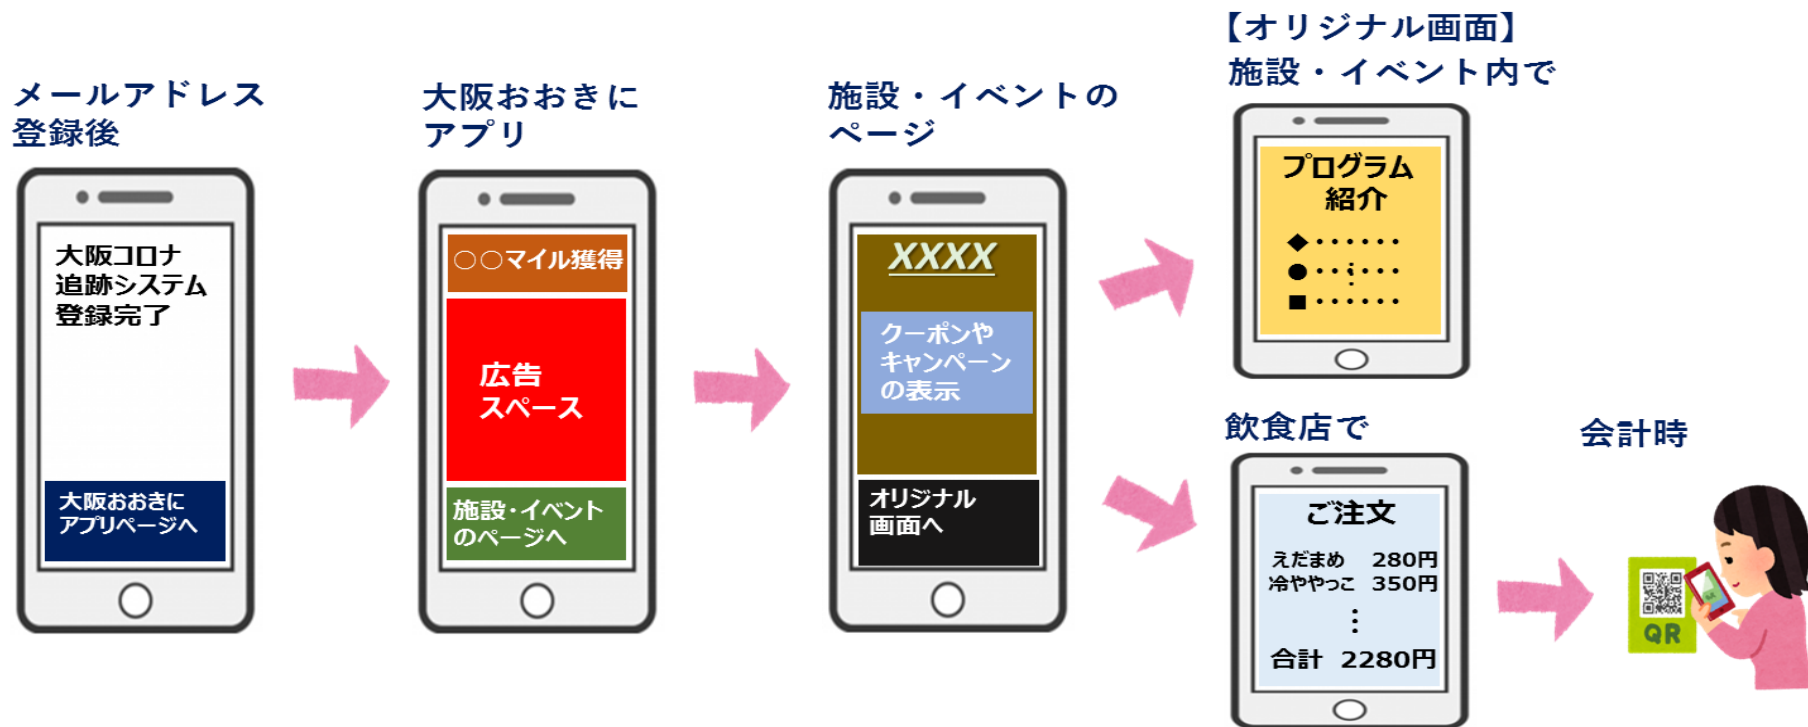 メールアドレス
登録後
大阪コロナ
追跡システム
登録完了
大阪おおきに
アプリページへ
大阪おおきに
アプリ
○○マイル獲得
広告
スペース
施設・イベント
のページへ
施設・イベントの
ページ
XXXX
クーポンや
キャンペーン
の表示
オリジナル
画面へ
【オリジナル画面】
施設・イベント内で
プログラム
紹介
◆・・・・・・
●・・・・・・
■・・・・・・
飲食店で
ご注文
えだまめ 280円
冷ややっこ 350円
⋮
合計 2280円
会計時
QR